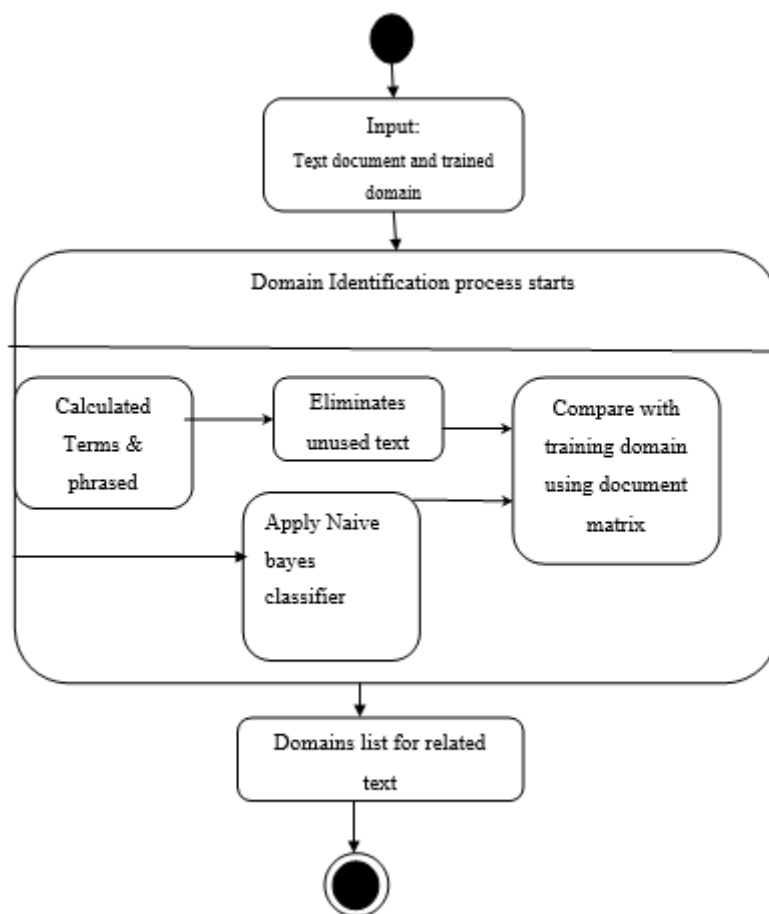 Input:
Text document and trained
domain
Domain Identification process starts
Calculated
Terms &
phrased
Eliminates
unused text
Compare with
training domain
using document
matrix
Apply Naive
bayes
classifier
Domains list for related
text